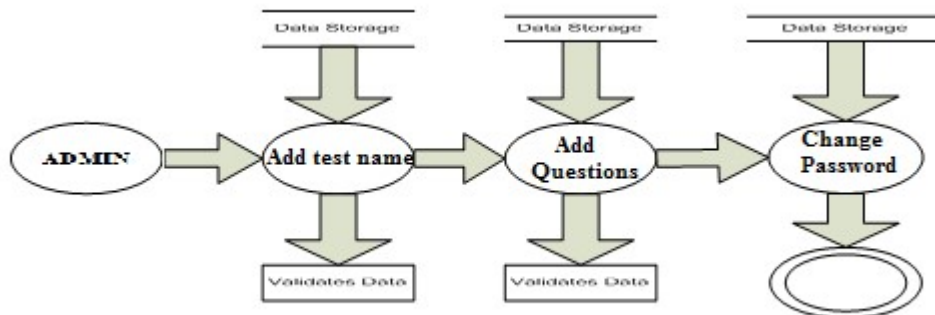 Data Storage
Data Storage
Data Storage
ADMIN
Add test name
Add
Questions
Change
Password
Validates Data
Validates Data